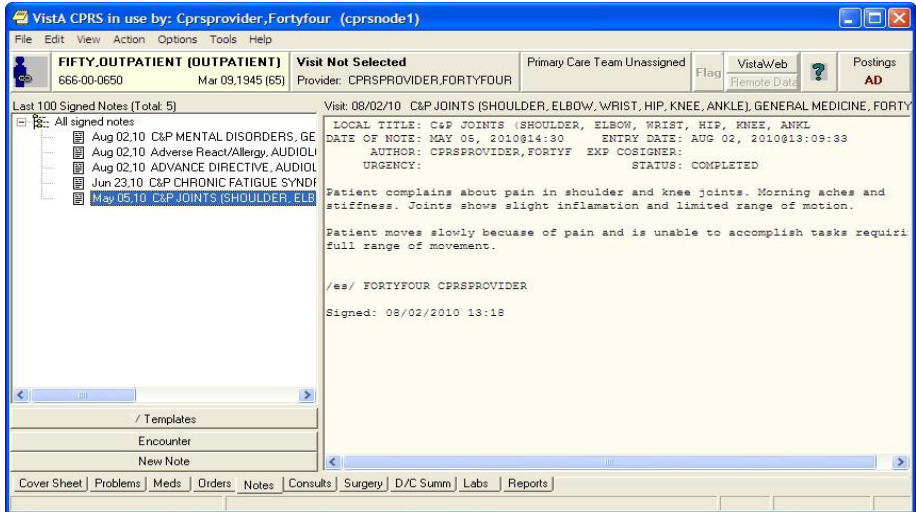 VistA CPRS in use by: Cprsprovider,Fortyfour (cprsnode1)
File Edit View Action Options Tools Help
FIFTY,OUTPATIENT (OUTPATIENT)
666-00-0650 Mar 09,1945 (65)
Visit Not Selected
Provider: CPRSPROVIDER,FORTYFOUR
Primary Care Team Unassigned
Flag
VistaWeb
Remote Data
?
Postings
AD
Last 100 Signed Notes (Total: 5)
Visit: 08/02/10 C&P JOINTS (SHOULDER, ELBOW, WRIST, HIP, KNEE, ANKLE), GENERAL MEDICINE, FORTY
All signed notes
Aug 02,10 C&P MENTAL DISORDERS, GE
Aug 02,10 Adverse React/Allergy, AUDIOL
Aug 02,10 ADVANCE DIRECTIVE, AUDIOL
Jun 23,10 C&P CHRONIC FATIGUE SYNDR
May 05,10 C&P JOINTS (SHOULDER, ELB
LOCAL TITLE: C&P JOINTS (SHOULDER, ELBOW, WRIST, HIP, KNEE, ANKL
DATE OF NOTE: MAY 05, 2010@14:30 ENTRY DATE: AUG 02, 2010@13:09:33
AUTHOR: CPRSPROVIDER,FORTYF EXP COSIGNER:
URGENCY: STATUS: COMPLETED
Patient complains about pain in shoulder and knee joints. Morning aches and
stiffness. Joints shows slight inflamation and limited range of motion.
Patient moves slowly becuase of pain and is unable to accomplish tasks requiri
full range of movement.
/es/ FORTYFOUR CPRSPROVIDER
Signed: 08/02/2010 13:18
/ Templates
Encounter
New Note
Cover Sheet Problems Meds Orders Notes Consults Surgery D/C Summ Labs Reports